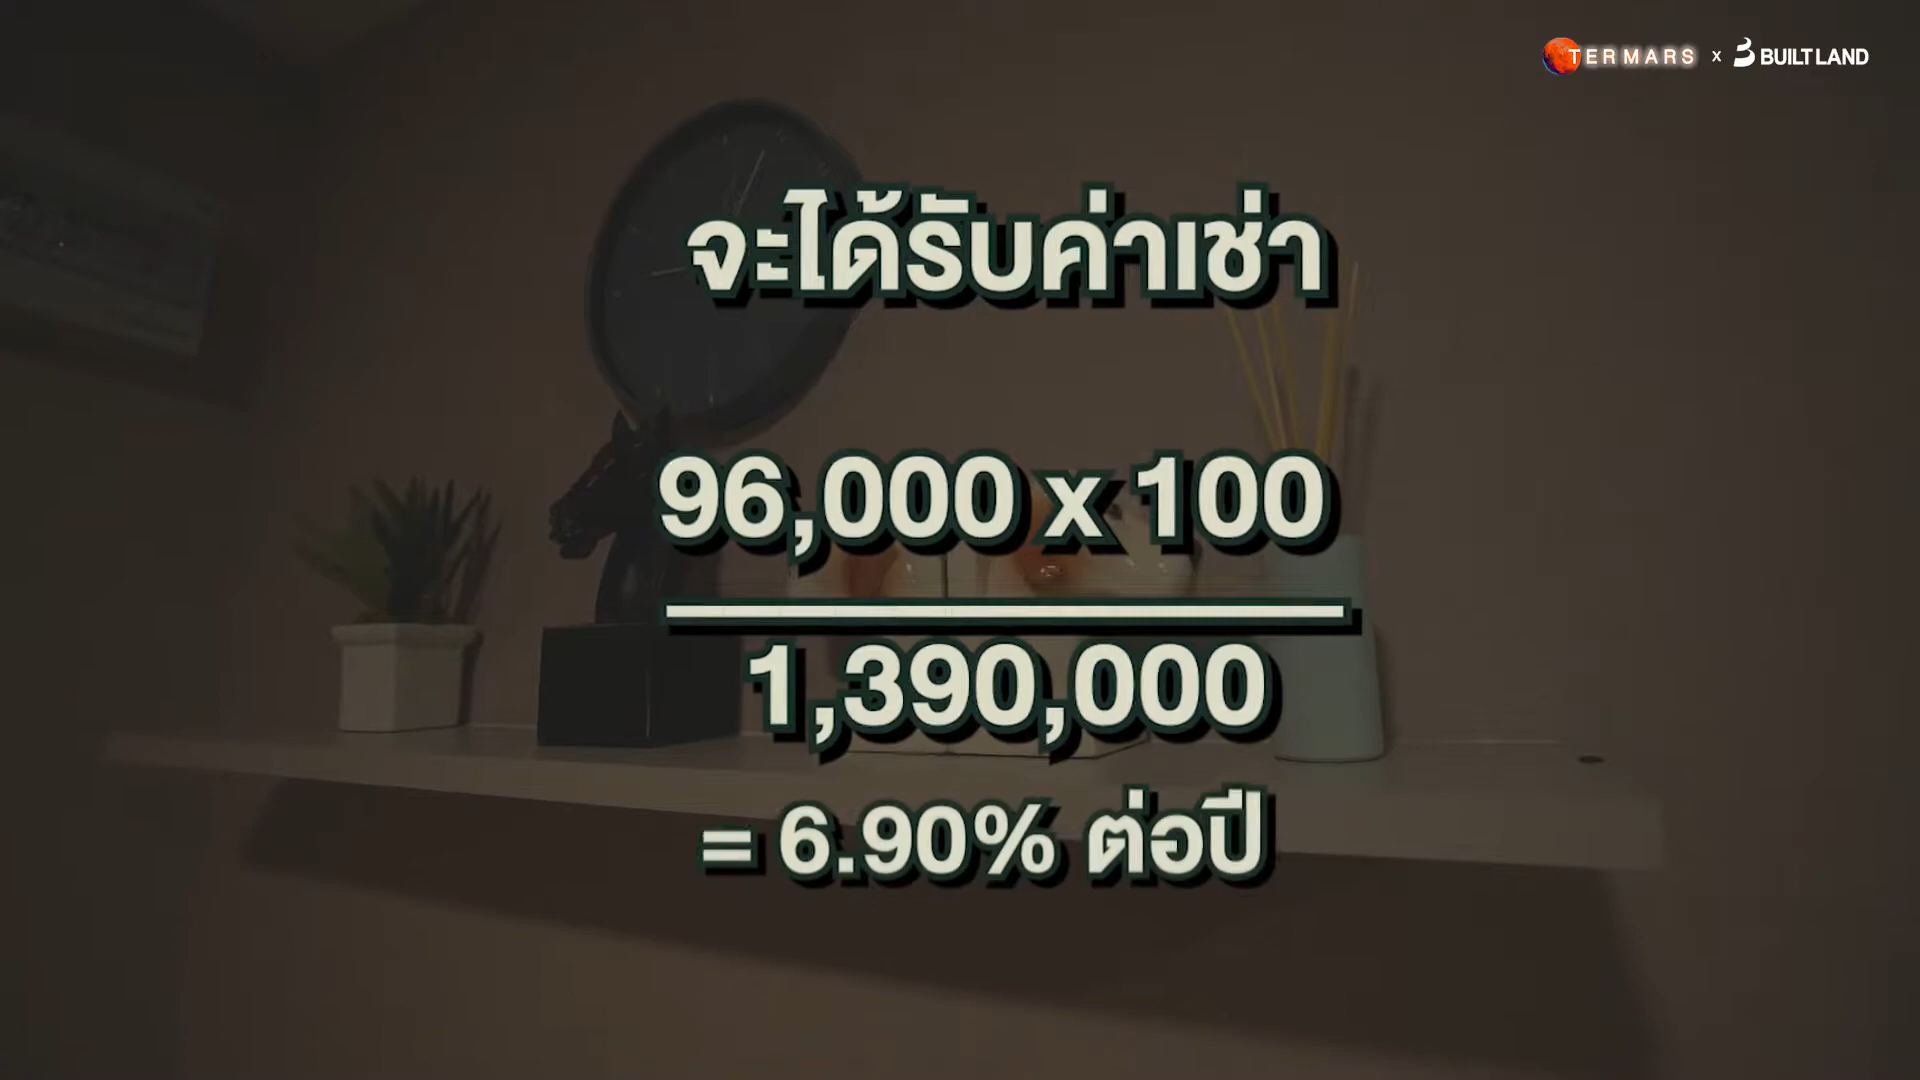 TERMARS x BUILTLAND
จะได้รับค่าเช่า
96,000 x 100
1,390,000
= 6.90% ต่อปี